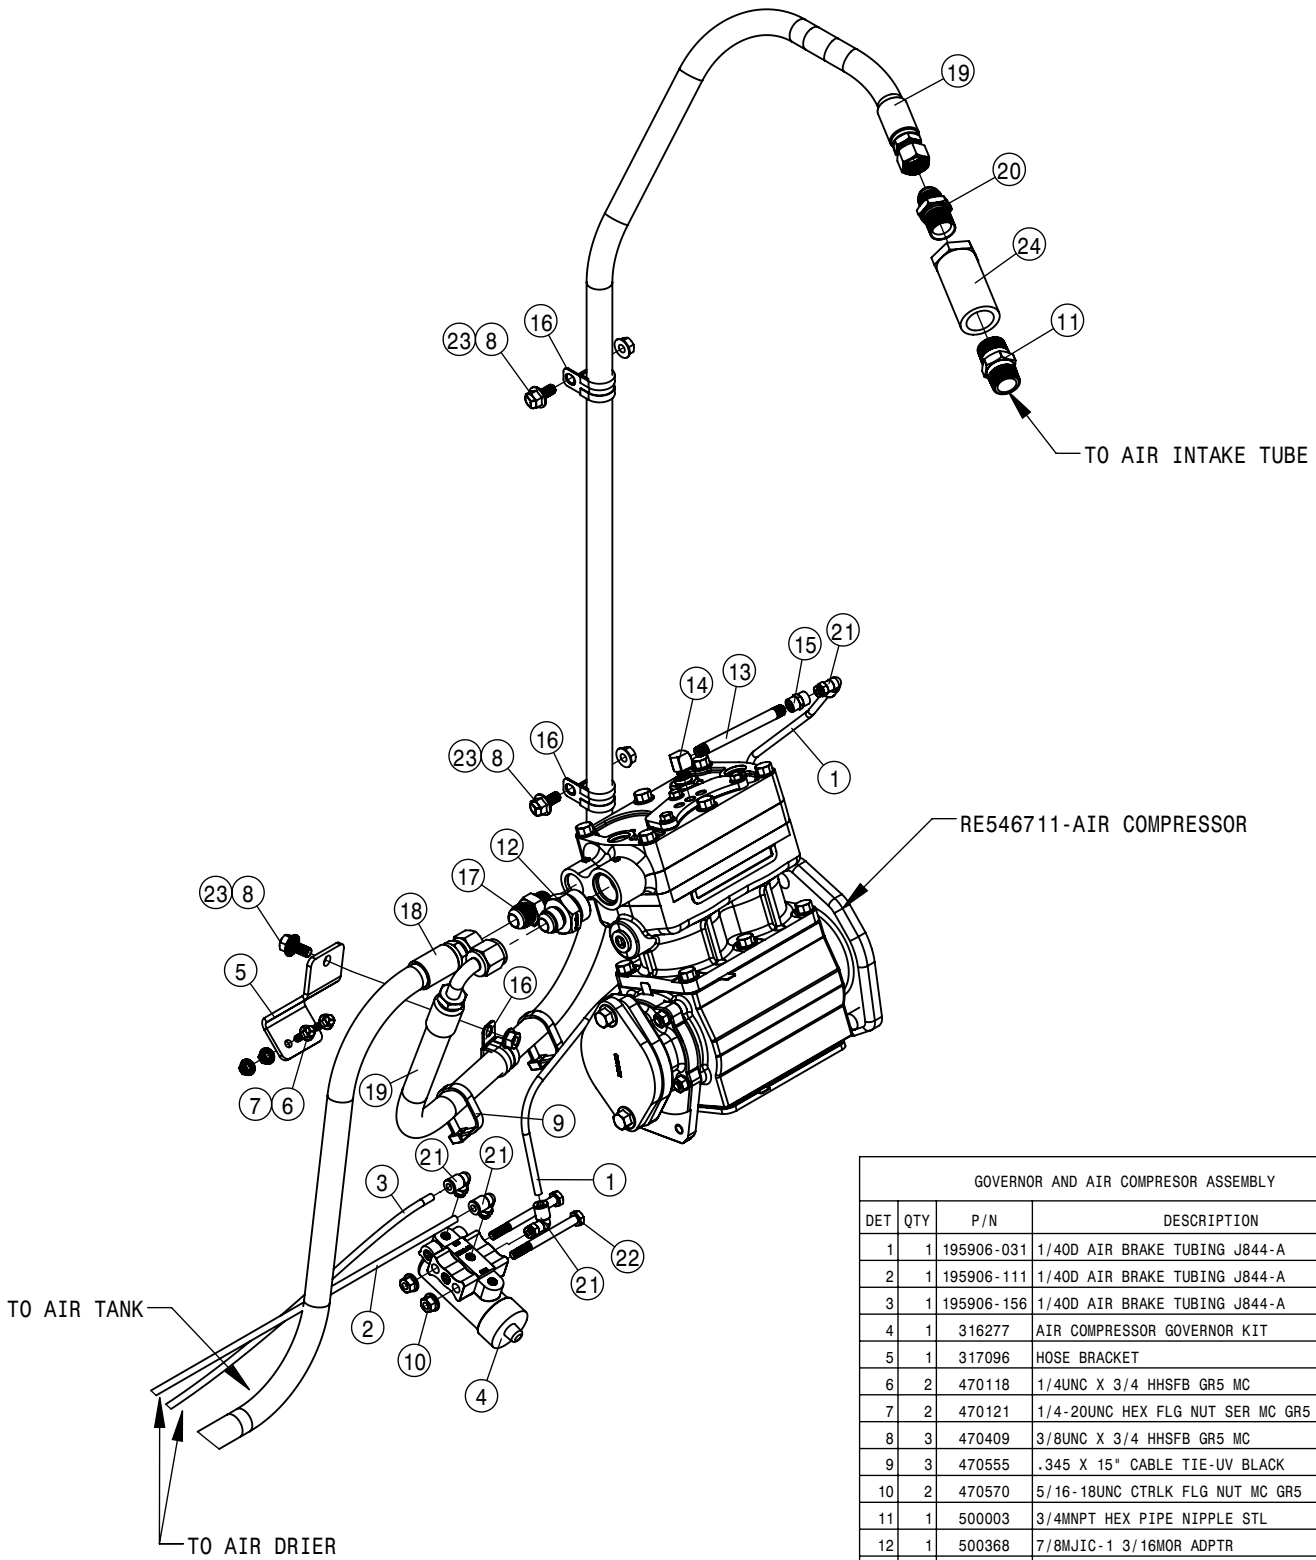 19
20
24
11
16
23 8
TO AIR INTAKE TUBE
21
15
13
14
16
23 8
1
RE546711-AIR COMPRESSOR
12
17
23 8
18
5
16
7 6
19
9
21
21
3
1
22
21
TO AIR TANK
2
10
4
TO AIR DRIER
GOVERNOR AND AIR COMPRESOR ASSEMBLY
DET QTY P/N DESCRIPTION
1 1 195906-031 1/4OD AIR BRAKE TUBING J844-A
2 1 195906-111 1/4OD AIR BRAKE TUBING J844-A
3 1 195906-156 1/4OD AIR BRAKE TUBING J844-A
4 1 316277 AIR COMPRESSOR GOVERNOR KIT
5 1 317096 HOSE BRACKET
6 2 470118 1/4UNC X 3/4 HHSFB GR5 MC
7 2 470121 1/4-20UNC HEX FLG NUT SER MC GR5
8 3 470409 3/8UNC X 3/4 HHSFB GR5 MC
9 3 470555 .345 X 15" CABLE TIE-UV BLACK
10 2 470570 5/16-18UNC CTRLK FLG NUT MC GR5
11 1 500003 3/4MNPT HEX PIPE NIPPLE STL
12 1 500368 7/8MJIC-1 3/16MOR ADPTR